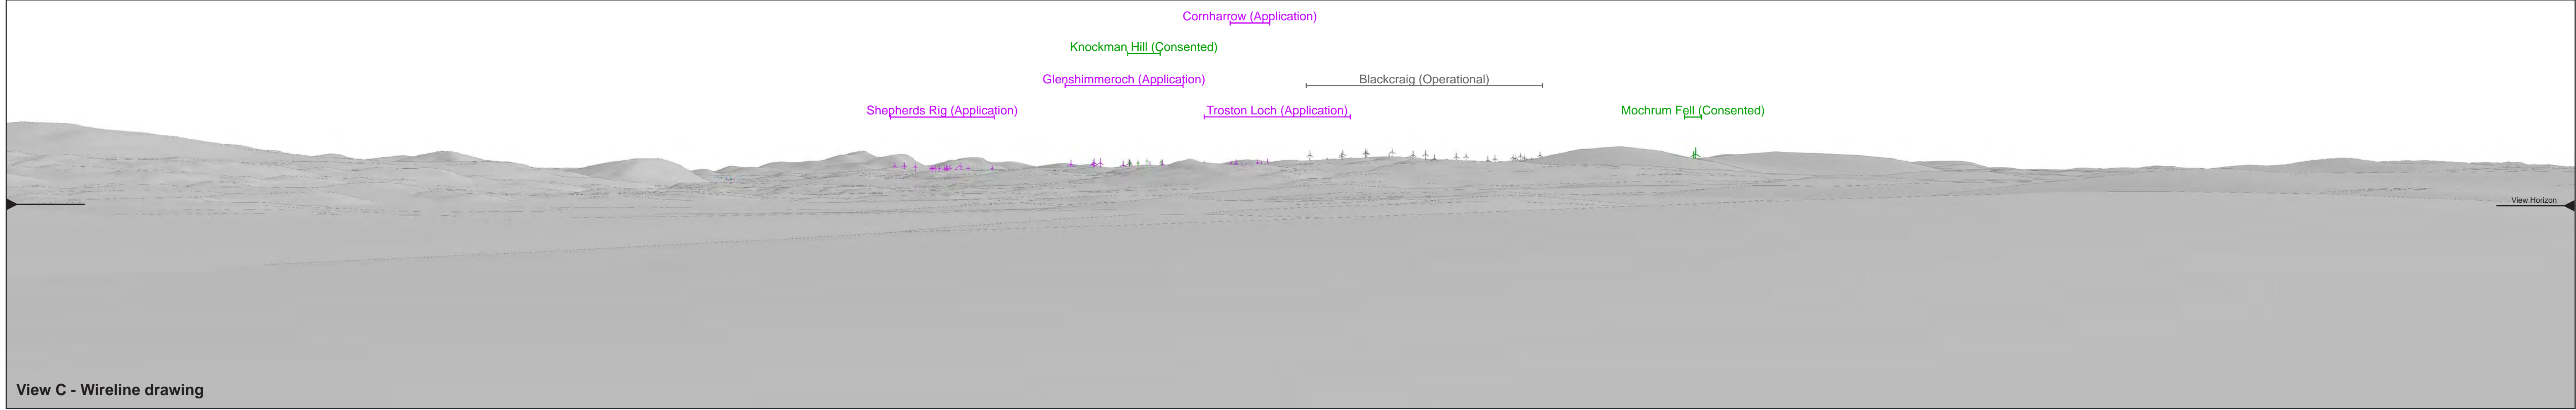 Cornharrow (Application)
Knockman Hill (Consented)
Glenshimmeroch (Application)
Blackcraig (Operational)
Shepherds Rig (Application)
Troston Loch (Application)
Mochrum Fell (Consented)
View Horizon
View C - Wireline drawing